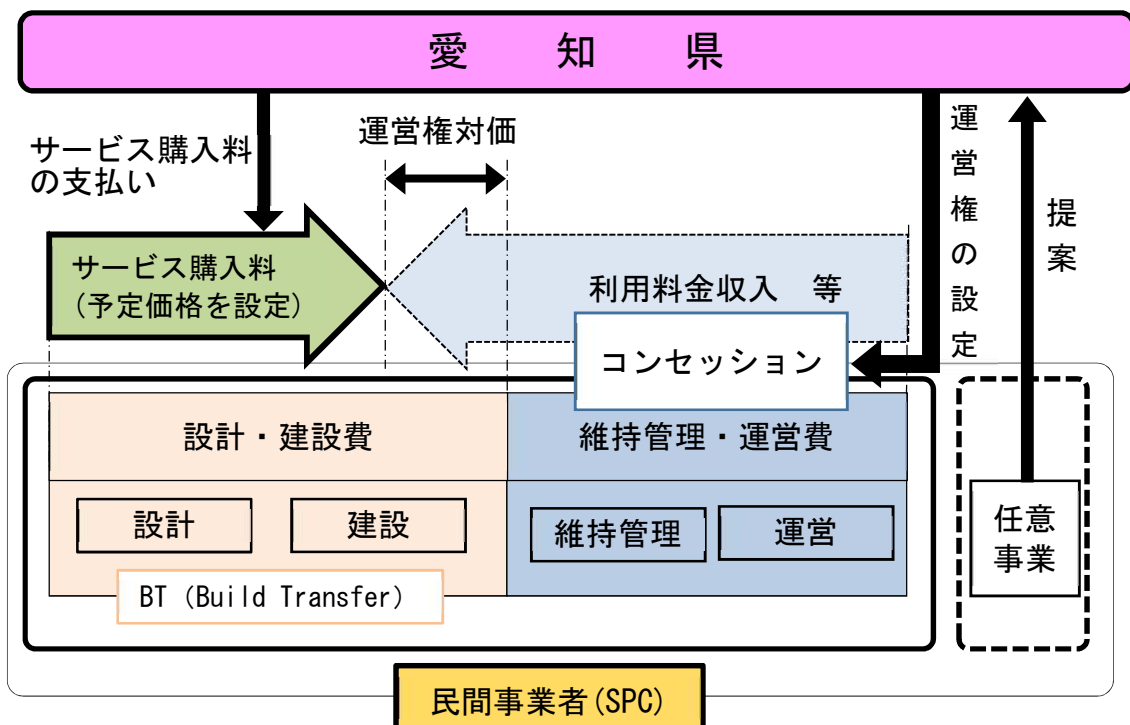 愛　知　県
サービス購入料
の支払い
運営権対価
運営権の設定
提案
サービス購入料
(予定価格を設定)
利用料金収入　等
コンセッション
設計・建設費
維持管理・運営費
設計
建設
維持管理
運営
任意
事業
BT (Build Transfer)
民間事業者(SPC)